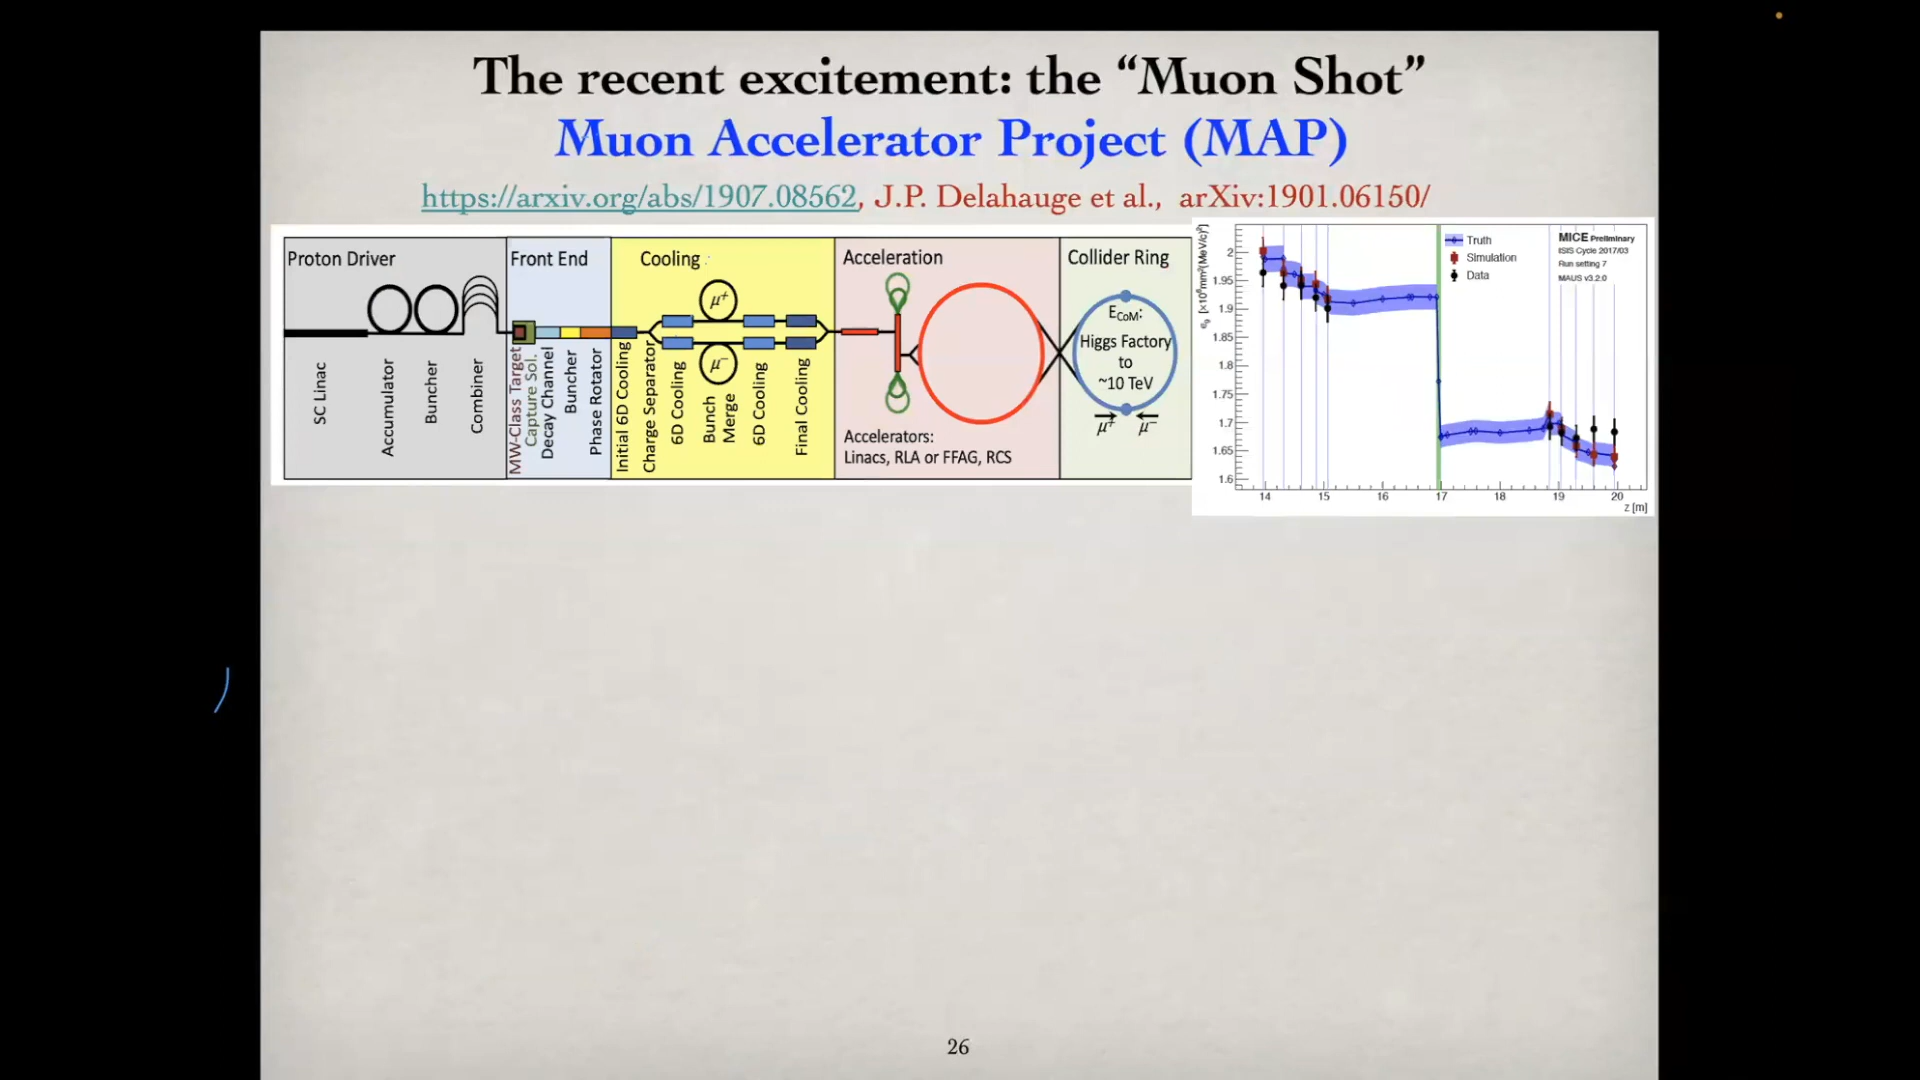 The recent excitement: the “Muon Shot”
Muon Accelerator Project (MAP)
https://arxiv.org/abs/1907.08562, J.P. Delahauge et al., arXiv:1901.06150/
Proton Driver
SC Linac
Accumulator
Buncher
Combiner
Front End
MW-Class Target
Capture Sol.
Decay Channel
Buncher
Phase Rotator
Cooling
μ+
μ−
Initial 6D Cooling
Charge Separator
6D Cooling
Bunch
Merge
6D Cooling
Final Cooling
Acceleration
Accelerators:
Linacs, RLA or FFAG, RCS
Collider Ring
ECoM:
Higgs Factory
to
~10 TeV
μ+ μ−
Truth
Simulation
Data
MICE Preliminary
ISIS Cycle 2017/03
Run setting 7
MAUS v3.2.0
2
1.95
1.9
1.85
1.8
1.75
1.7
1.65
1.6
14 15 16 17 18 19 20
z [m]
26